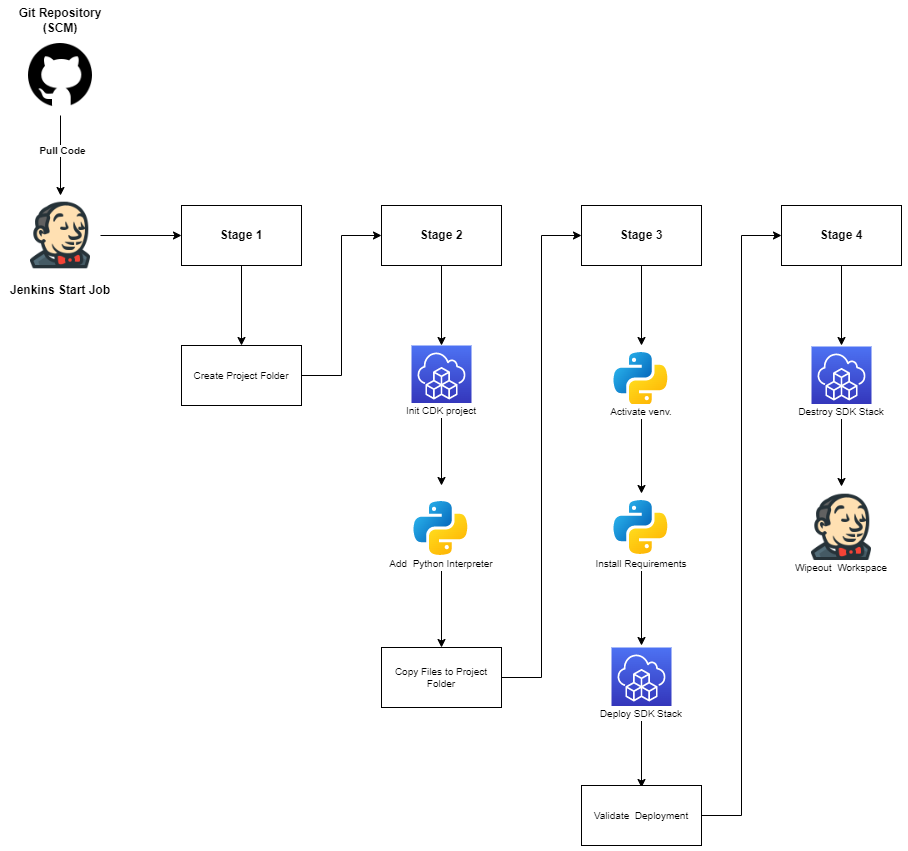 Git Repository
(SCM)
Pull Code
Jenkins Start Job
Stage 1
Create Project Folder
Stage 2
Init CDK project
Add Python Interpreter
Copy Files to Project
Folder
Stage 3
Activate venv.
Install Requirements
Deploy SDK Stack
Validate Deployment
Stage 4
Destroy SDK Stack
Wipeout Workspace